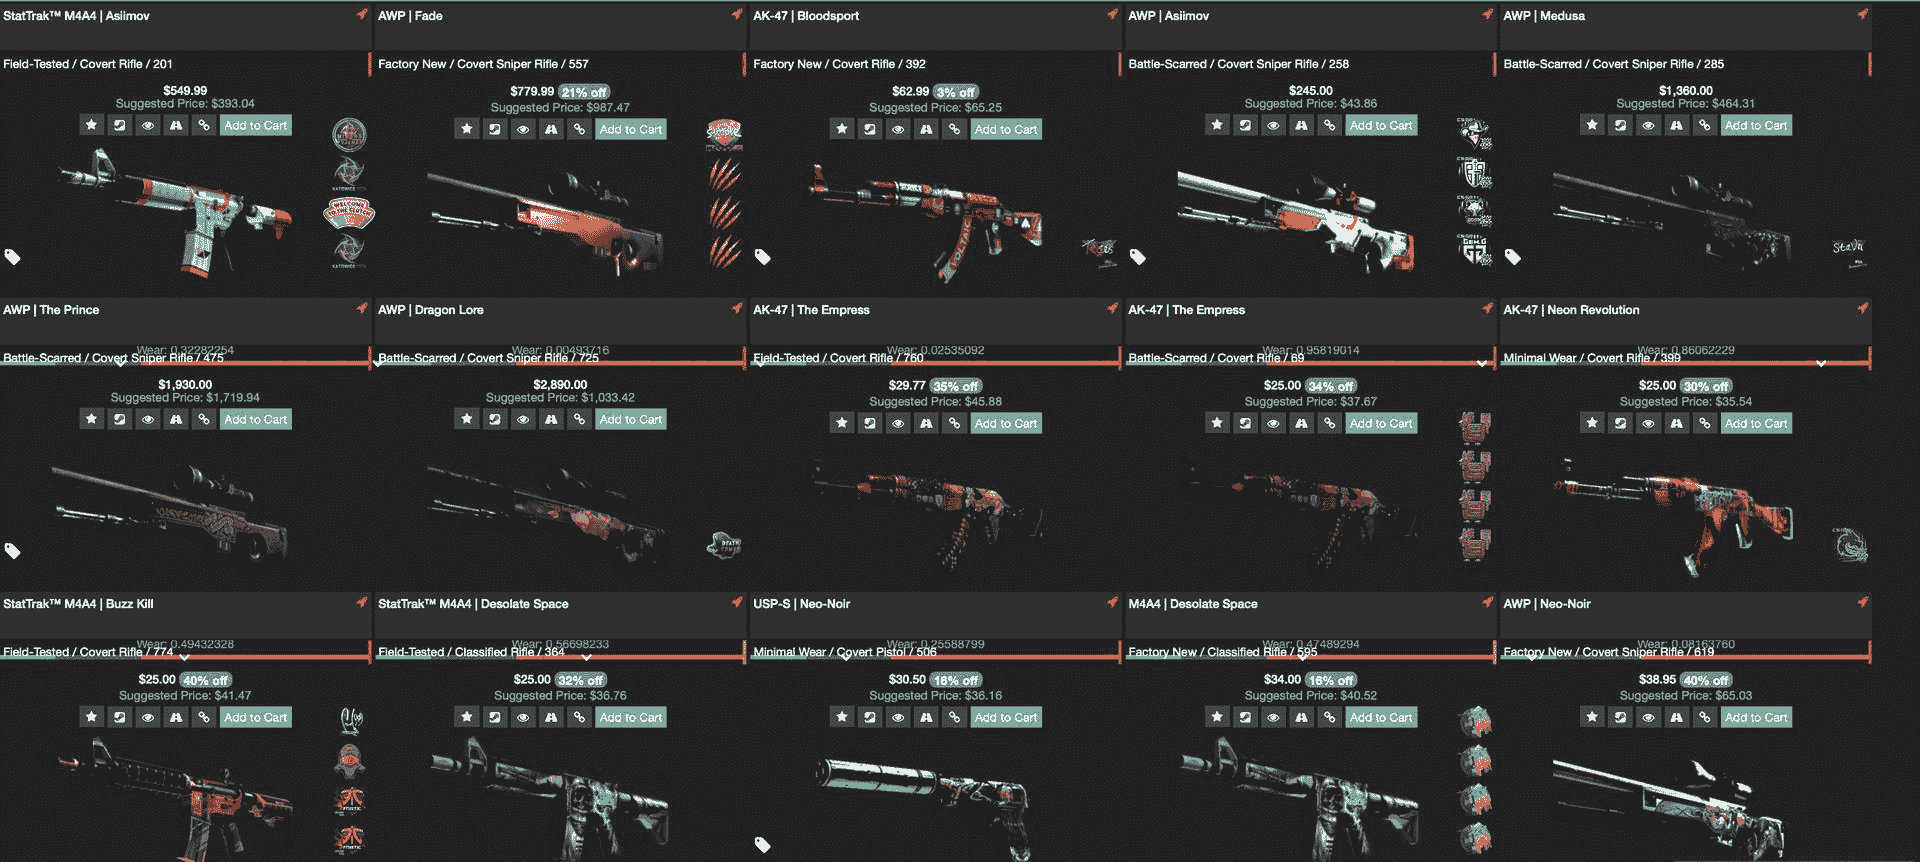 StatTrak™ M4A4 | Asiimov
Field-Tested / Covert Rifle / 201
$549.99
Suggested Price: $393.04
Add to Cart
KATOWICE
WELCOME
TO THE CLUTCH
KATOWICE
AWP | Fade
Factory New / Covert Sniper Rifle / 557
$779.99 21% off
Suggested Price: $987.47
Add to Cart
AK-47 | Bloodsport
Factory New / Covert Rifle / 392
$62.99 3% off
Suggested Price: $65.25
Add to Cart
VOLTAIC
AWP | Asiimov
Battle-Scarred / Covert Sniper Rifle / 258
$245.00
Suggested Price: $43.86
Add to Cart
GEN.G
AWP | Medusa
Battle-Scarred / Covert Sniper Rifle / 285
$1,360.00
Suggested Price: $464.31
Add to Cart
AWP | The Prince
Wear: 0.32282254
Battle-Scarred / Covert Sniper Rifle / 475
$1,930.00
Suggested Price: $1,719.94
Add to Cart
AWP | Dragon Lore
Wear: 0.00493716
Battle-Scarred / Covert Sniper Rifle / 725
$2,890.00
Suggested Price: $1,033.42
Add to Cart
DEATH
AK-47 | The Empress
Wear: 0.02535092
Field-Tested / Covert Rifle / 760
$29.77 35% off
Suggested Price: $45.88
Add to Cart
AK-47 | The Empress
Wear: 0.95819014
Battle-Scarred / Covert Rifle / 69
$25.00 34% off
Suggested Price: $37.67
Add to Cart
AK-47 | Neon Revolution
Wear: 0.86062229
Minimal Wear / Covert Rifle / 399
$25.00 30% off
Suggested Price: $35.54
Add to Cart
StatTrak™ M4A4 | Buzz Kill
Wear: 0.49432328
Field-Tested / Covert Rifle / 774
$25.00 40% off
Suggested Price: $41.47
Add to Cart
FNATIC
FNATIC
StatTrak™ M4A4 | Desolate Space
Wear: 0.56698233
Field-Tested / Classified Rifle / 364
$25.00 32% off
Suggested Price: $36.76
Add to Cart
USP-S | Neo-Noir
Wear: 0.25588799
Minimal Wear / Covert Pistol / 506
$30.50 16% off
Suggested Price: $36.16
Add to Cart
M4A4 | Desolate Space
Wear: 0.47489294
Factory New / Classified Rifle / 595
$34.00 16% off
Suggested Price: $40.52
Add to Cart
AWP | Neo-Noir
Wear: 0.08163760
Factory New / Covert Sniper Rifle / 619
$38.95 40% off
Suggested Price: $65.03
Add to Cart